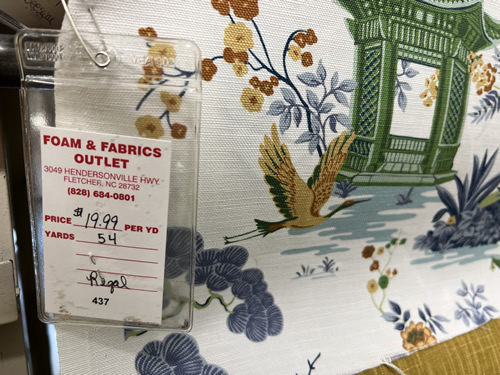 FOAM & FABRICS
OUTLET
3049 HENDERSONVILLE HWY.
FLETCHER, NC 28732
(828) 684-0801
PRICE $19.99 PER YD
YARDS 54
Regal
437